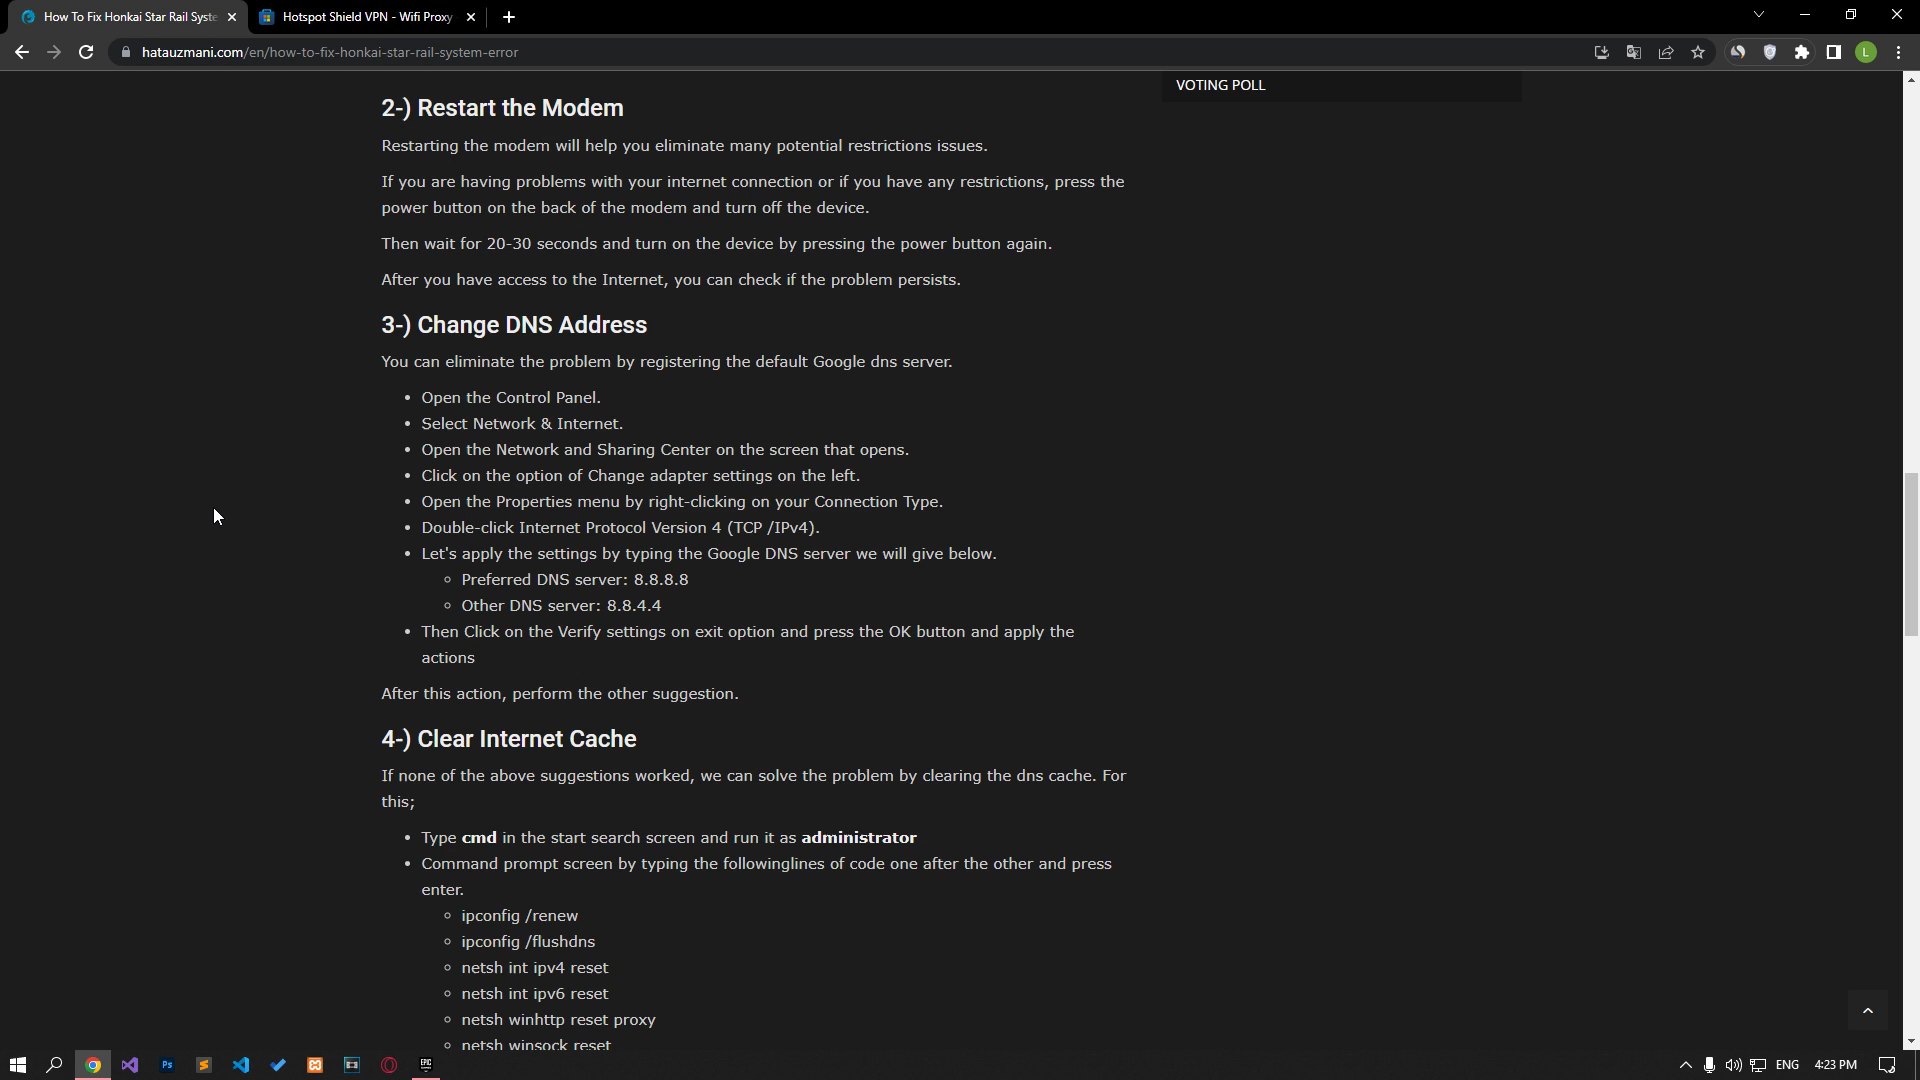 How To Fix Honkai Star Rail Syste
Hotspot Shield VPN - Wifi Proxy
hatauzmani.com/en/how-to-fix-honkai-star-rail-system-error
L
VOTING POLL
2-) Restart the Modem
Restarting the modem will help you eliminate many potential restrictions issues.
If you are having problems with your internet connection or if you have any restrictions, press the
power button on the back of the modem and turn off the device.
Then wait for 20-30 seconds and turn on the device by pressing the power button again.
After you have access to the Internet, you can check if the problem persists.
3-) Change DNS Address
You can eliminate the problem by registering the default Google dns server.
• Open the Control Panel.
• Select Network & Internet.
• Open the Network and Sharing Center on the screen that opens.
• Click on the option of Change adapter settings on the left.
• Open the Properties menu by right-clicking on your Connection Type.
• Double-click Internet Protocol Version 4 (TCP /IPv4).
• Let's apply the settings by typing the Google DNS server we will give below.
◦ Preferred DNS server: 8.8.8.8
◦ Other DNS server: 8.8.4.4
• Then Click on the Verify settings on exit option and press the OK button and apply the
actions
After this action, perform the other suggestion.
4-) Clear Internet Cache
If none of the above suggestions worked, we can solve the problem by clearing the dns cache. For
this;
• Type cmd in the start search screen and run it as administrator
• Command prompt screen by typing the followinglines of code one after the other and press
enter.
◦ ipconfig /renew
◦ ipconfig /flushdns
◦ netsh int ipv4 reset
◦ netsh int ipv6 reset
◦ netsh winhttp reset proxy
◦ netsh winsock reset
Ps
EPIC
ENG
4:23 PM